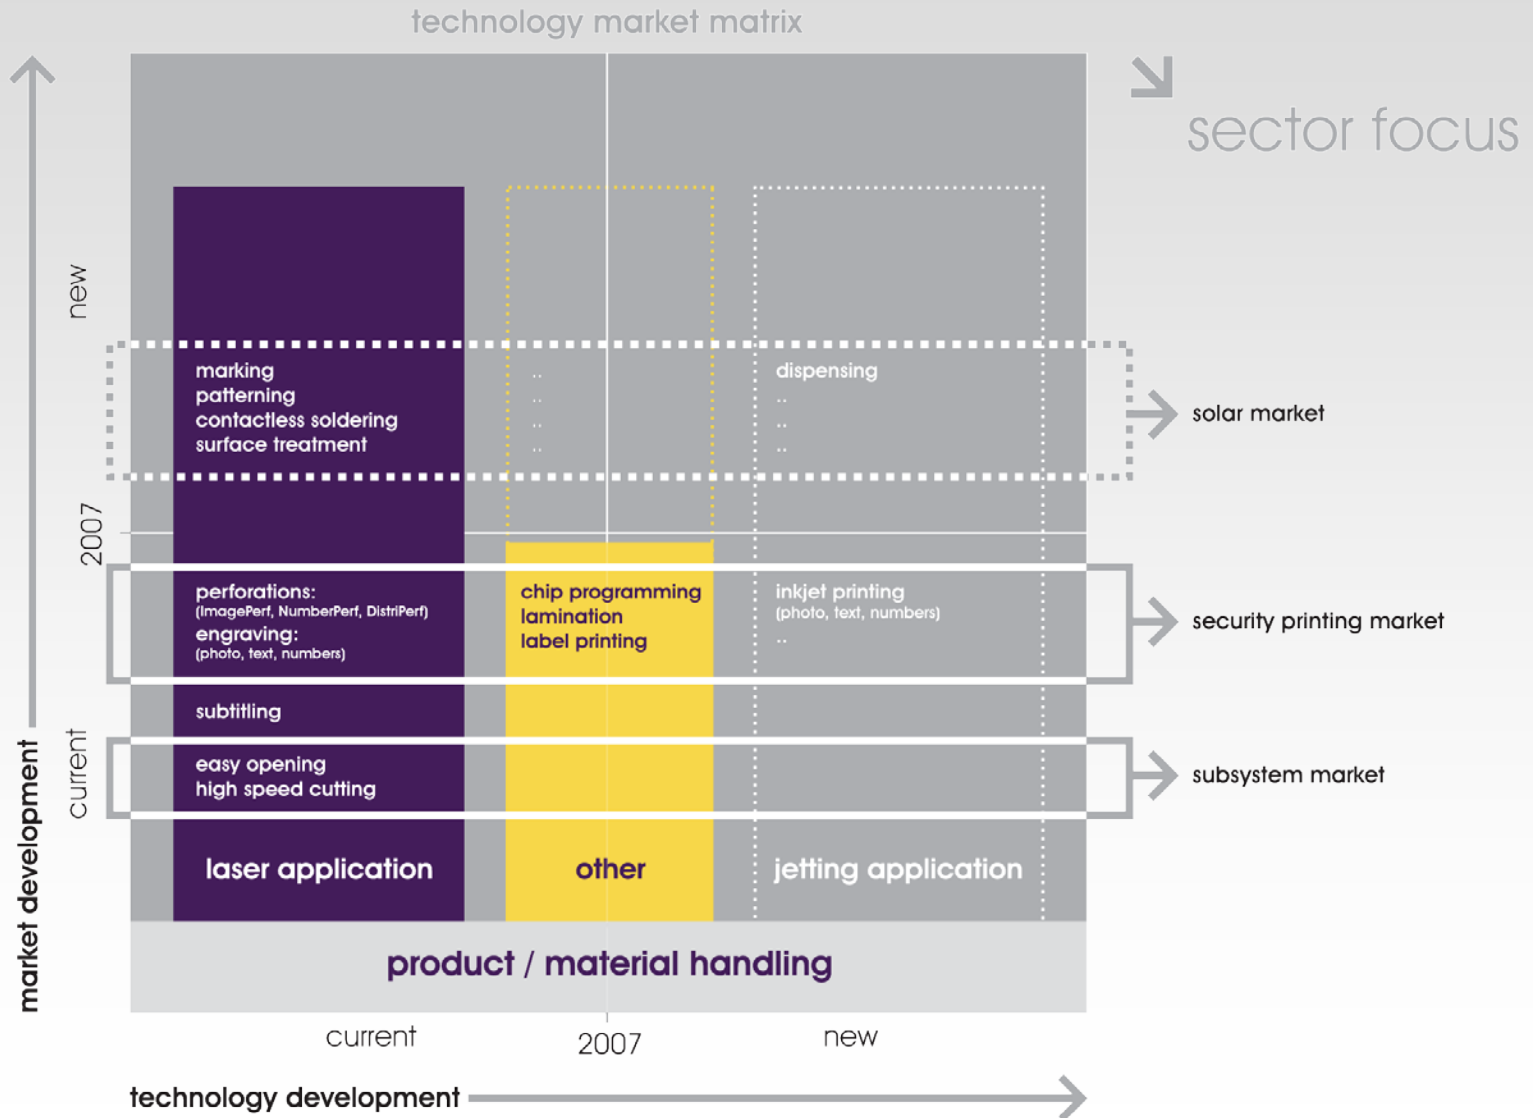 technology market matrix
sector focus
new
marking
patterning
contactless soldering
surface treatment
..
..
..
..
dispensing
..
..
..
solar market
2007
perforations:
(ImagePerf, NumberPerf, DistriPerf)
engraving:
(photo, text, numbers)
chip programming
lamination
label printing
inkjet printing
(photo, text, numbers)
..
security printing market
subtitling
current
easy opening
high speed cutting
subsystem market
market development
laser application
other
jetting application
product / material handling
current
2007
new
technology development